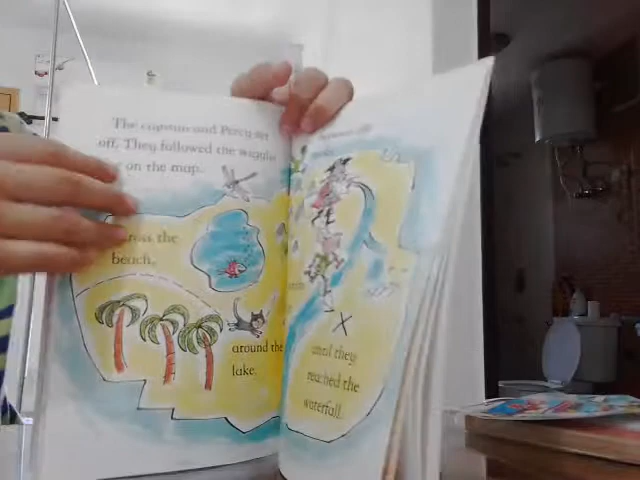 The captain and Percy set
off. They followed the wiggly
on the map.
across the
beach.
around the
lake.
until they
reached the
waterfall.